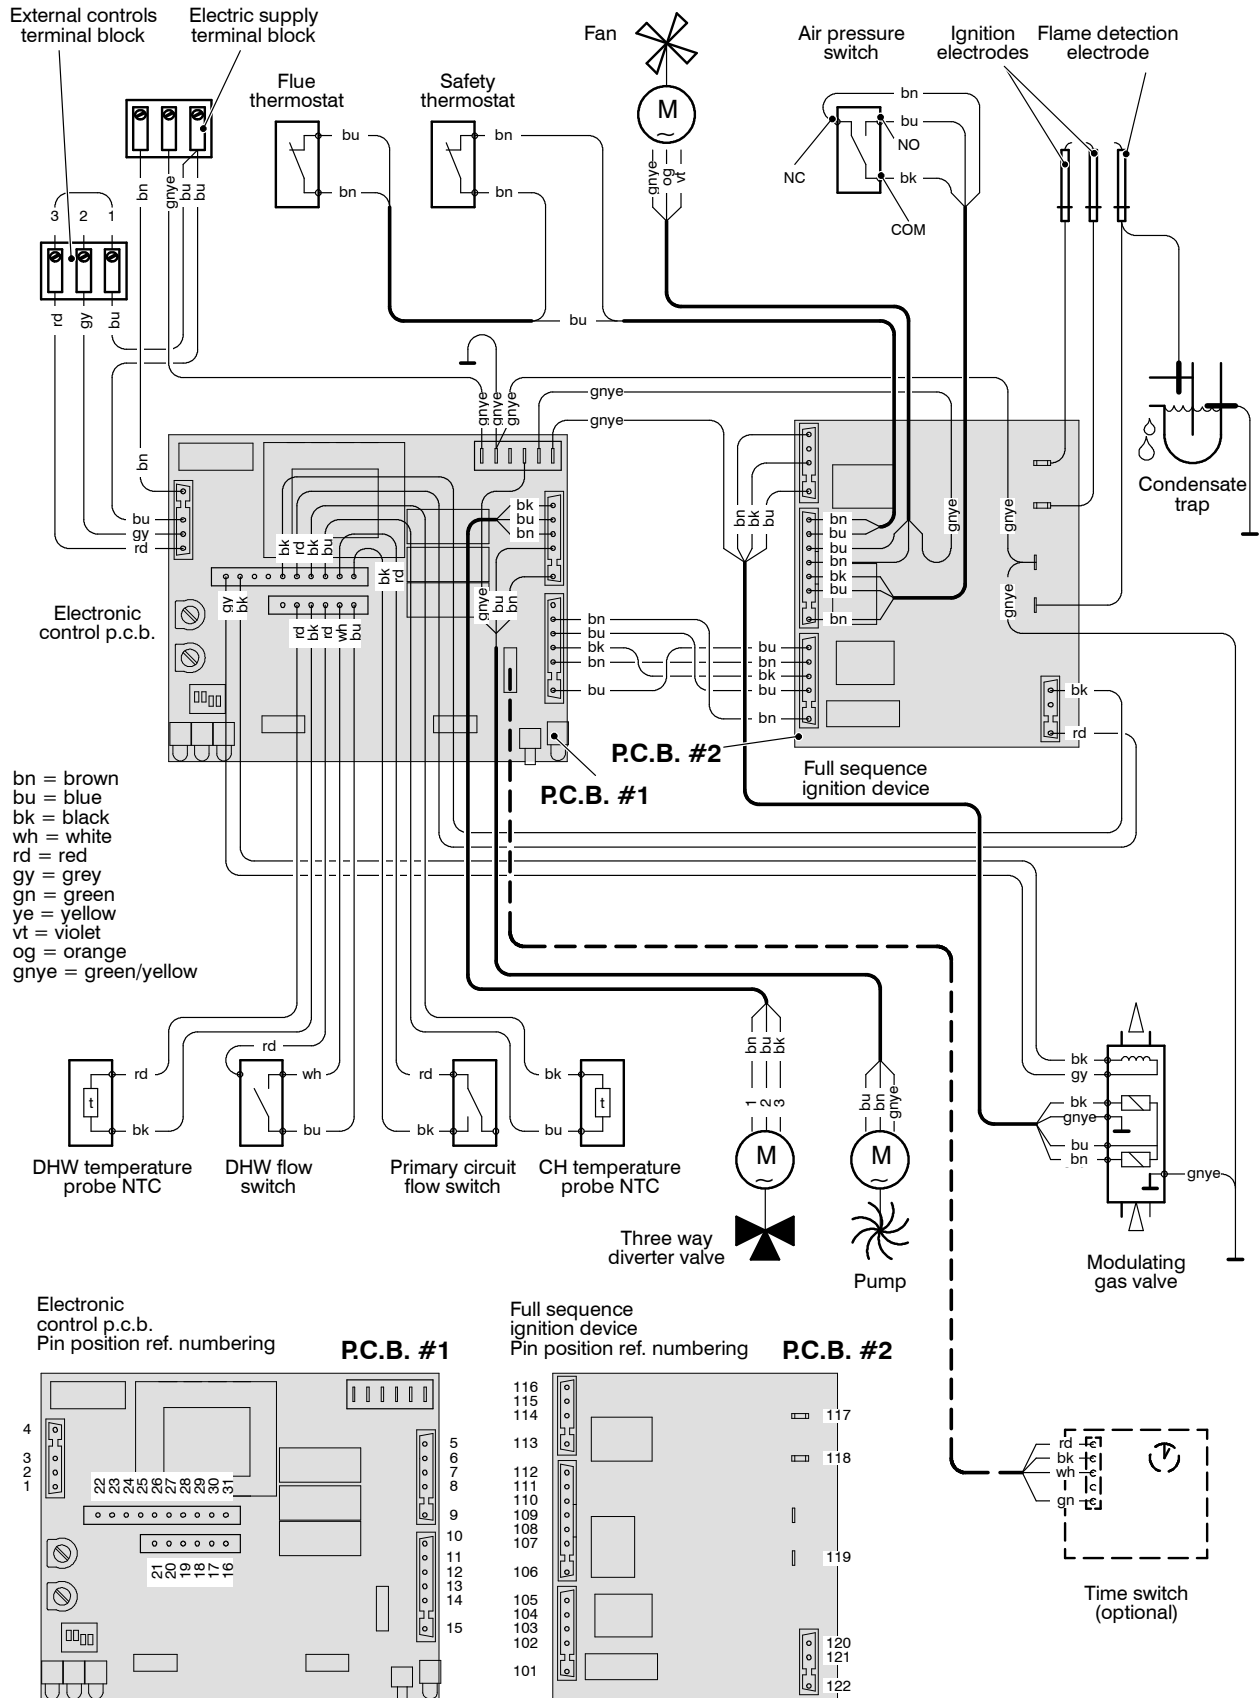 External controls
terminal block
Electric supply
terminal block
Fan
Air pressure
switch
Ignition
electrodes
Flame detection
electrode
Flue
thermostat
Safety
thermostat
M
~
bu
bn
bn
bn
bn
bu
bk
NO
NC
COM
gnye
og
vt
bn
gnye
bu
bu
3
2
1
rd
gy
bu
bu
gnye
gnye
gnye
gnye
gnye
Condensate
trap
bn
bu
gy
rd
bk
rd
bk
bu
bk
rd
bk
bu
bn
gnye
bu
bn
gy
bk
rd
bk
rd
wh
bu
bn
bk
bu
bn
bu
bu
bn
bk
bu
bn
gnye
gnye
gnye
Electronic
control p.c.b.
bn
bu
bk
bn
bu
bu
bn
bk
bu
bn
bk
rd
P.C.B. #2
P.C.B. #1
Full sequence
ignition device
bn = brown
bu = blue
bk = black
wh = white
rd = red
gy = grey
gn = green
ye = yellow
vt = violet
og = orange
gnye = green/yellow
rd
bk
rd
wh
bu
rd
bk
bk
bu
bn
bu
bk
1
2
3
bu
bn
gnye
M
~
M
~
bk
gy
bk
gnye
bu
bn
gnye
t
t
DHW temperature
probe NTC
DHW flow
switch
Primary circuit
flow switch
CH temperature
probe NTC
Three way
diverter valve
Pump
Modulating
gas valve
Electronic
control p.c.b.
Pin position ref. numbering
P.C.B. #1
Full sequence
ignition device
Pin position ref. numbering
P.C.B. #2
4
3
2
1
22
23
24
25
26
27
28
29
30
31
21
20
19
18
17
16
5
6
7
8
9
10
11
12
13
14
15
116
115
114
113
112
111
110
109
108
107
106
105
104
103
102
101
117
118
119
120
121
122
rd
bk
wh
gn
Time switch
(optional)